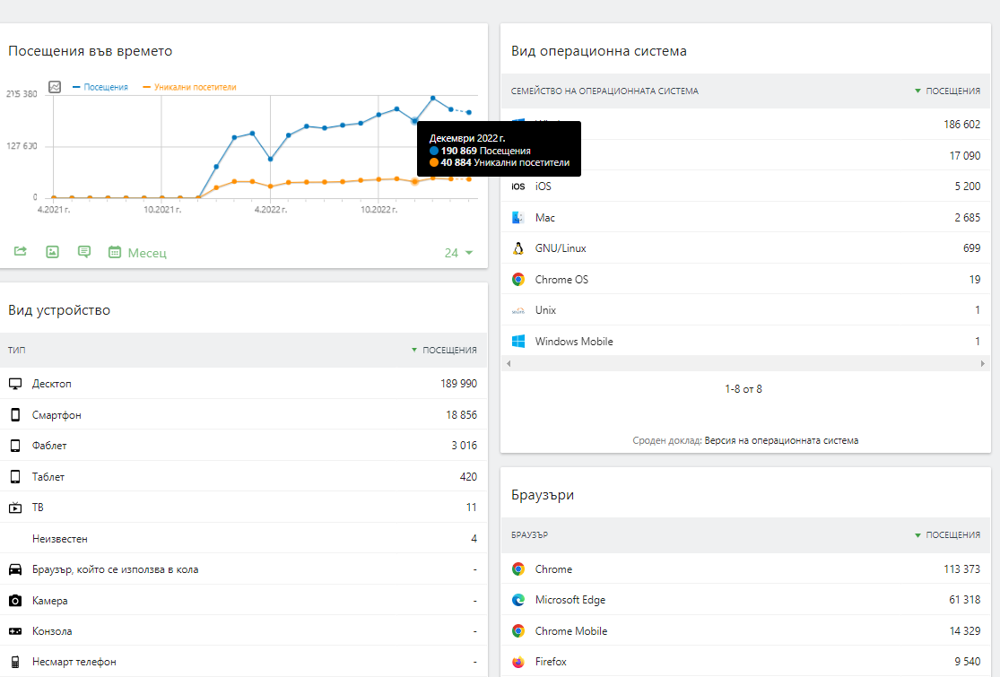 Посещения във времето
Посещения
Уникални посетители
215 380
127 630
0
4.2021 г.
10.2021 г.
4.2022 г.
10.2022 г.
Декември 2022 г.
190 869 Посещения
40 884 Уникални посетители
Месец
24
Вид устройство
ТИП
ПОСЕЩЕНИЯ
Десктоп 189 990
Смартфон 18 856
Фаблет 3 016
Таблет 420
ТВ 11
Неизвестен 4
Браузър, който се използва в кола -
Камера -
Конзола -
Несмарт телефон -
Вид операционна система
СЕМЕЙСТВО НА ОПЕРАЦИОННАТА СИСТЕМА
ПОСЕЩЕНИЯ
186 602
17 090
iOS iOS 5 200
Mac 2 685
GNU/Linux 699
Chrome OS 19
Unix 1
Windows Mobile 1
1-8 от 8
Сроден доклад: Версия на операционната система
Браузъри
БРАУЗЪР
ПОСЕЩЕНИЯ
Chrome 113 373
Microsoft Edge 61 318
Chrome Mobile 14 329
Firefox 9 540